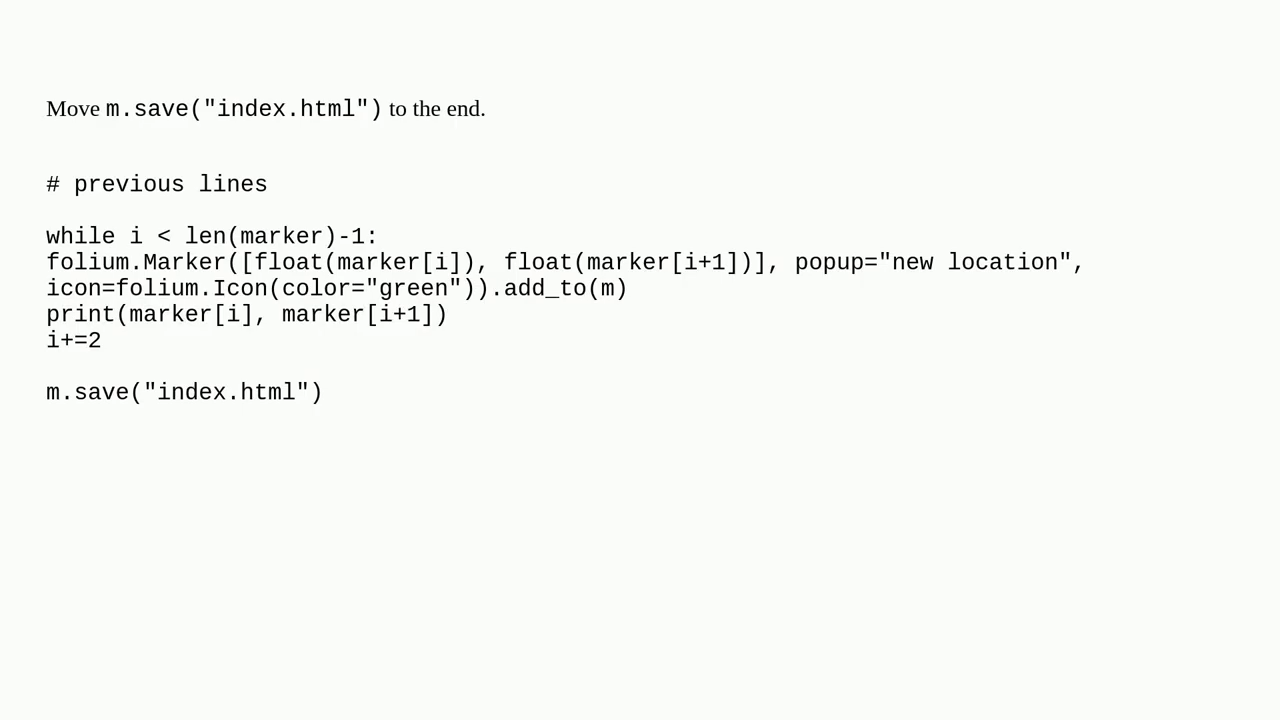 Move m.save("index.html") to the end.
# previous lines
while i < len(marker)-1:
folium.Marker([float(marker[i]), float(marker[i+1])], popup="new location",
icon=folium.Icon(color="green")).add_to(m)
print(marker[i], marker[i+1])
i+=2
m.save("index.html")